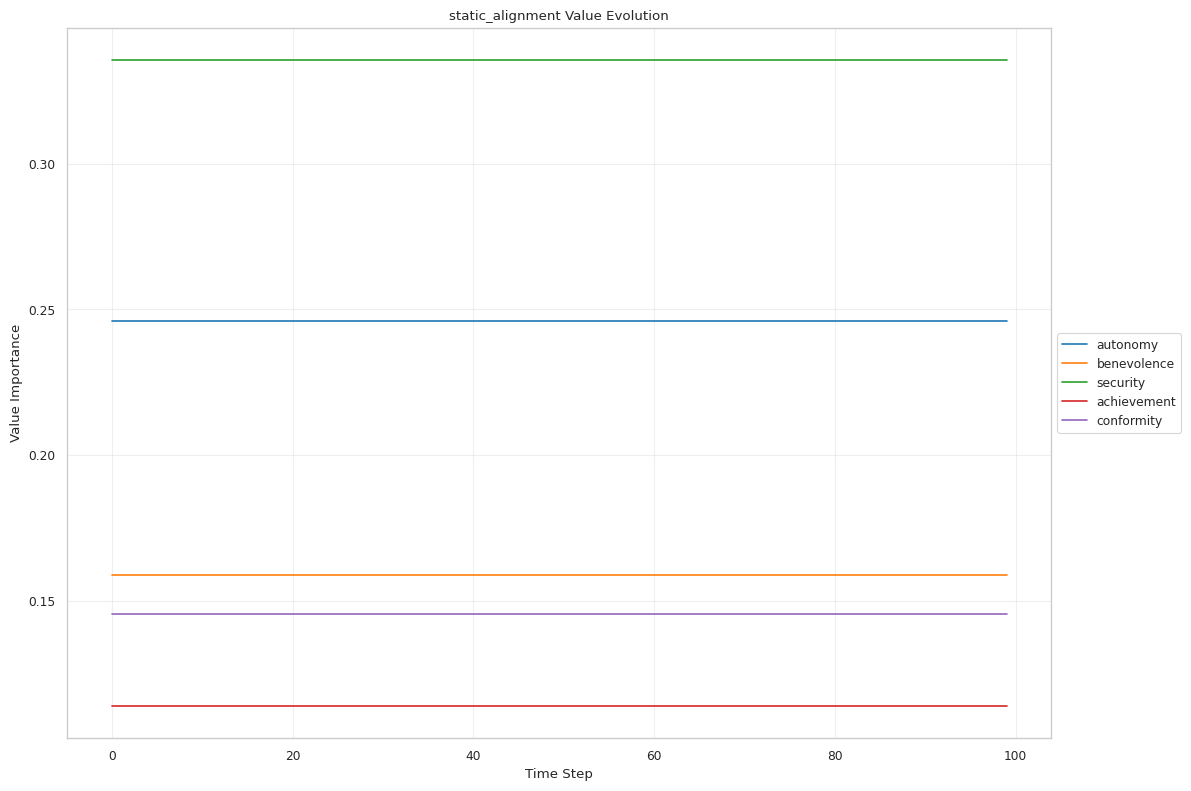 static_alignment Value Evolution
Value Importance
0.30
0.25
0.20
0.15
0
20
40
60
80
100
Time Step
autonomy
benevolence
security
achievement
conformity